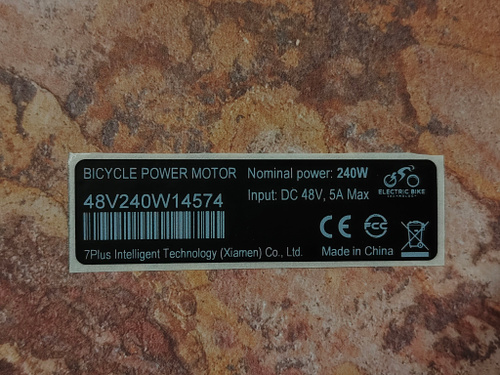 BICYCLE POWER MOTOR
48V240W14574
7Plus Intelligent Technology (Xiamen) Co., Ltd.
Nominal power: 240W
Input: DC 48V, 5A Max
ELECTRIC BIKE
CE FCC
Made in China